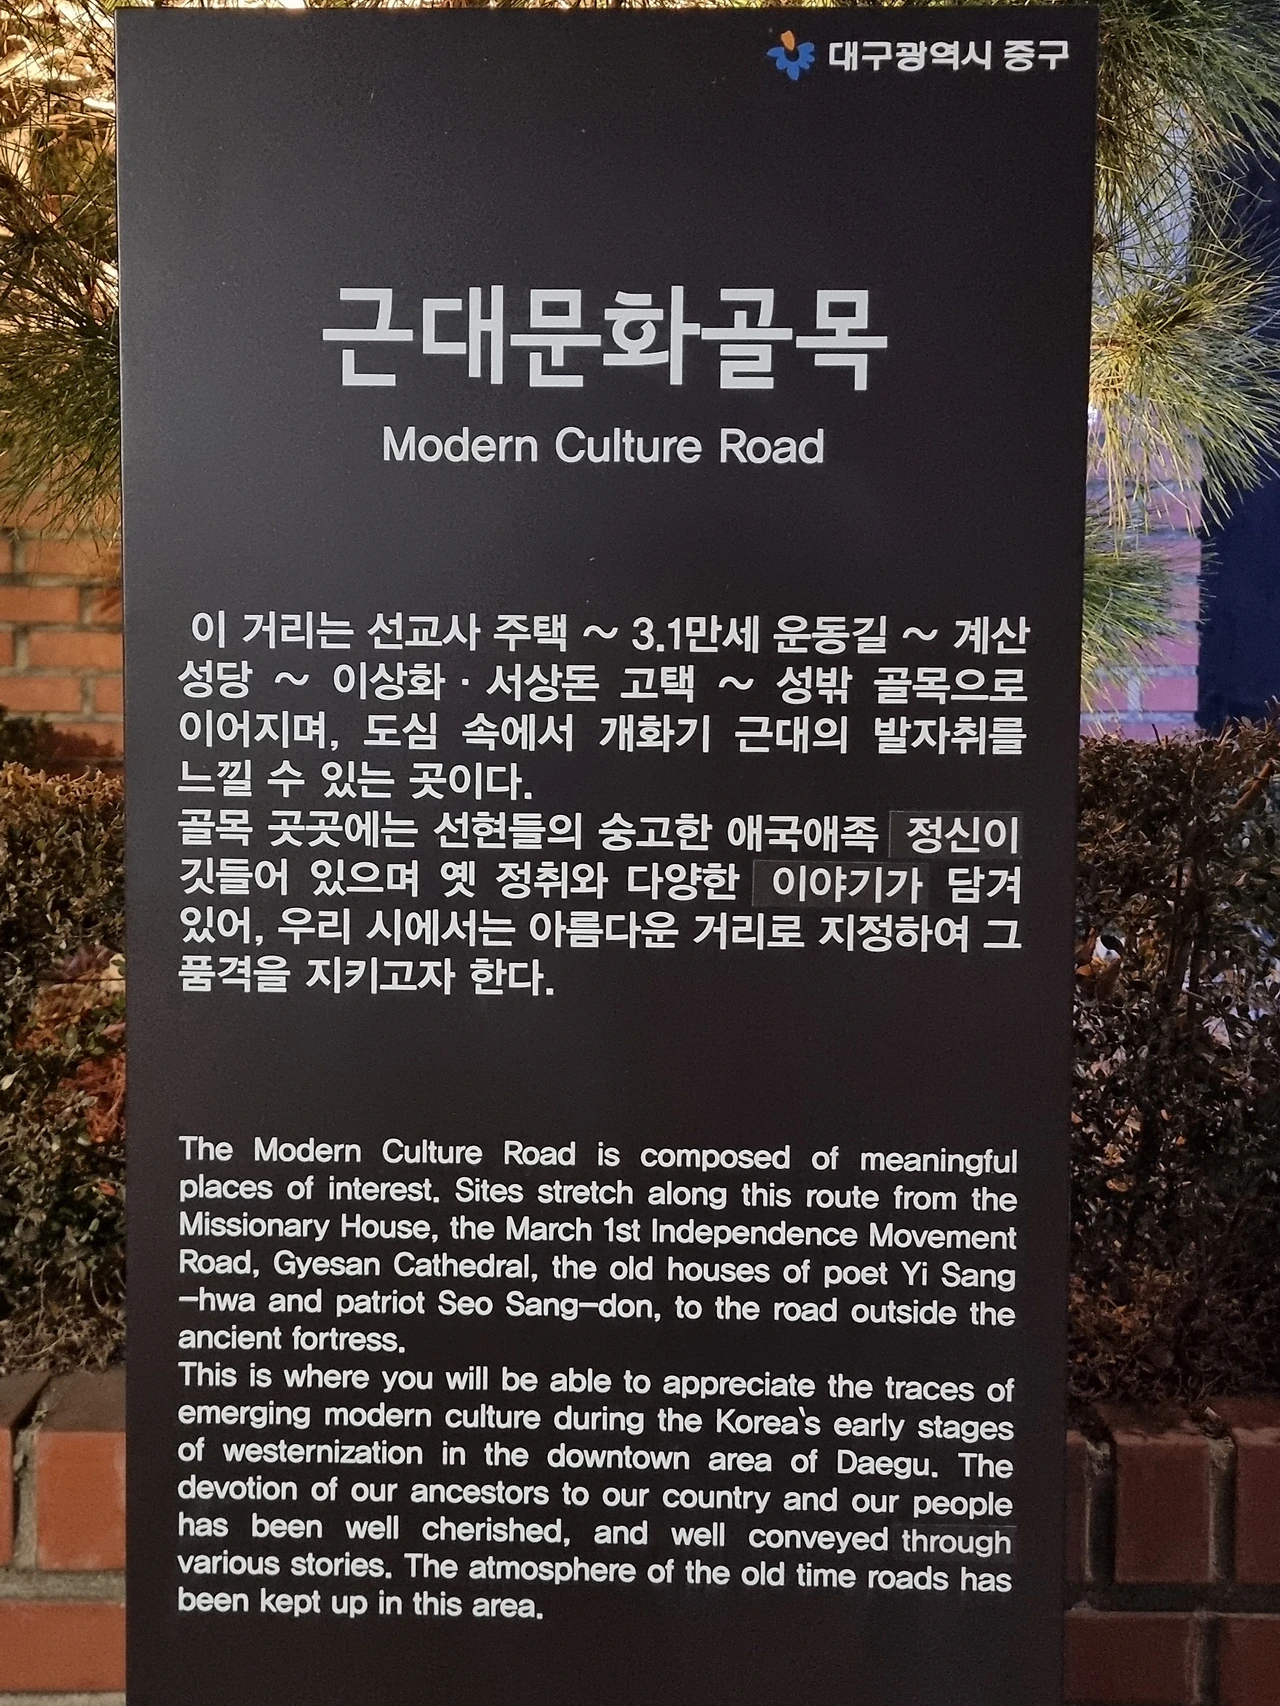 대구광역시 중구
근대문화골목
Modern Culture Road
이 거리는 선교사 주택 ~ 3.1만세 운동길 ~ 계산
성당 ~ 이상화 · 서상돈 고택 ~ 성밖 골목으로
이어지며, 도심 속에서 개화기 근대의 발자취를
느낄 수 있는 곳이다.
골목 곳곳에는 선현들의 숭고한 애국애족 정신이
깃들어 있으며 옛 정취와 다양한 이야기가 담겨
있어, 우리 시에서는 아름다운 거리로 지정하여 그
품격을 지키고자 한다.
The Modern Culture Road is composed of meaningful
places of interest. Sites stretch along this route from the
Missionary House, the March 1st Independence Movement
Road, Gyesan Cathedral, the old houses of poet Yi Sang
-hwa and patriot Seo Sang-don, to the road outside the
ancient fortress.
This is where you will be able to appreciate the traces of
emerging modern culture during the Korea`s early stages
of westernization in the downtown area of Daegu. The
devotion of our ancestors to our country and our people
has been well cherished, and well conveyed through
various stories. The atmosphere of the old time roads has
been kept up in this area.